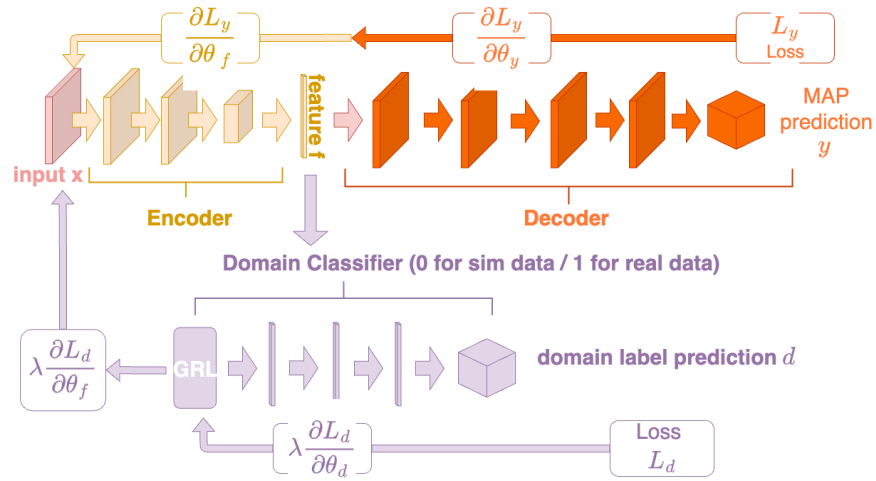 ∂L_y / ∂θ_f
∂L_y / ∂θ_y
L_y
Loss
feature f
MAP
prediction
y
input x
Encoder
Decoder
Domain Classifier (0 for sim data / 1 for real data)
λ ∂L_d / ∂θ_f
GRL
domain label prediction d
λ ∂L_d / ∂θ_d
Loss
L_d